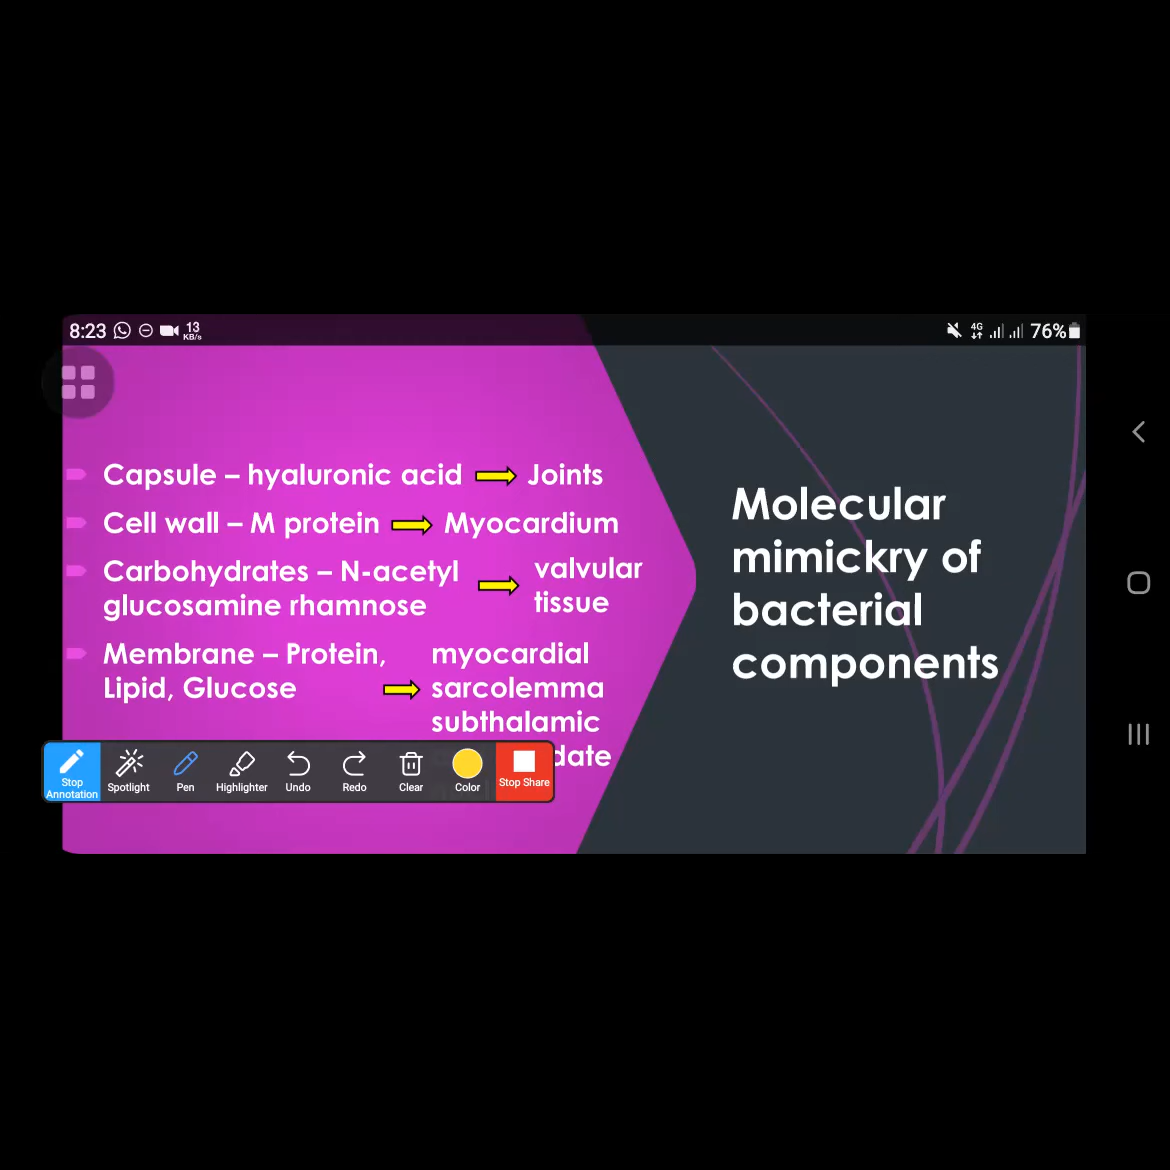 8:23 13 KB/s 4G 76%
Capsule – hyaluronic acid Joints
Cell wall – M protein Myocardium
Carbohydrates – N-acetyl valvular
glucosamine rhamnose tissue
Membrane – Protein, myocardial
Lipid, Glucose sarcolemma
subthalamic
date
Molecular
mimickry of
bacterial
components
Stop Annotation
Spotlight
Pen
Highlighter
Undo
Redo
Clear
Color
Stop Share